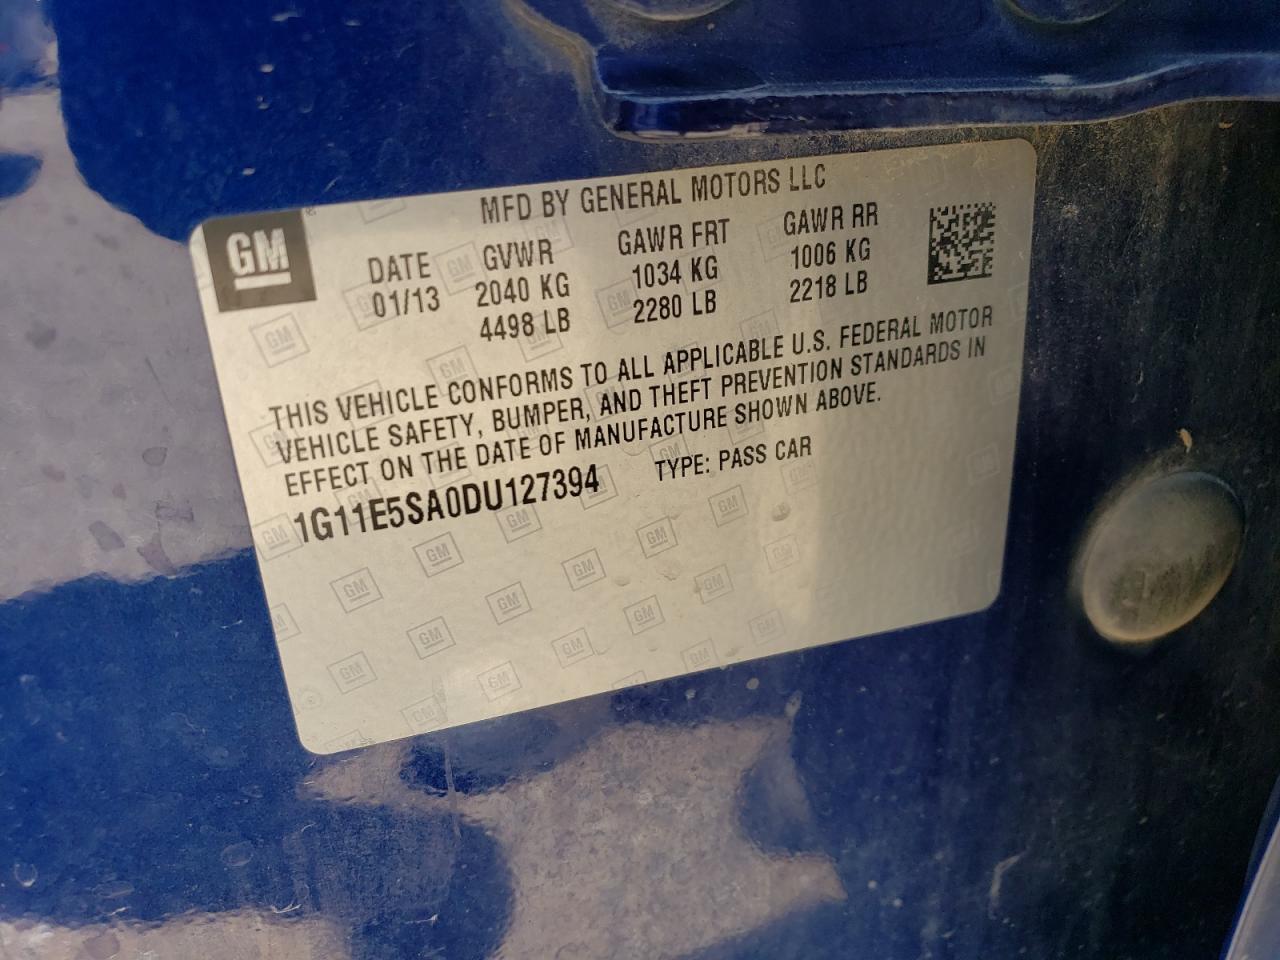 MFD BY GENERAL MOTORS LLC
GM
DATE GVWR GAWR FRT GAWR RR
01/13 2040 KG 1034 KG 1006 KG
4498 LB 2280 LB 2218 LB
THIS VEHICLE CONFORMS TO ALL APPLICABLE U.S. FEDERAL MOTOR
VEHICLE SAFETY, BUMPER, AND THEFT PREVENTION STANDARDS IN
EFFECT ON THE DATE OF MANUFACTURE SHOWN ABOVE.
1G11E5SA0DU127394 TYPE: PASS CAR